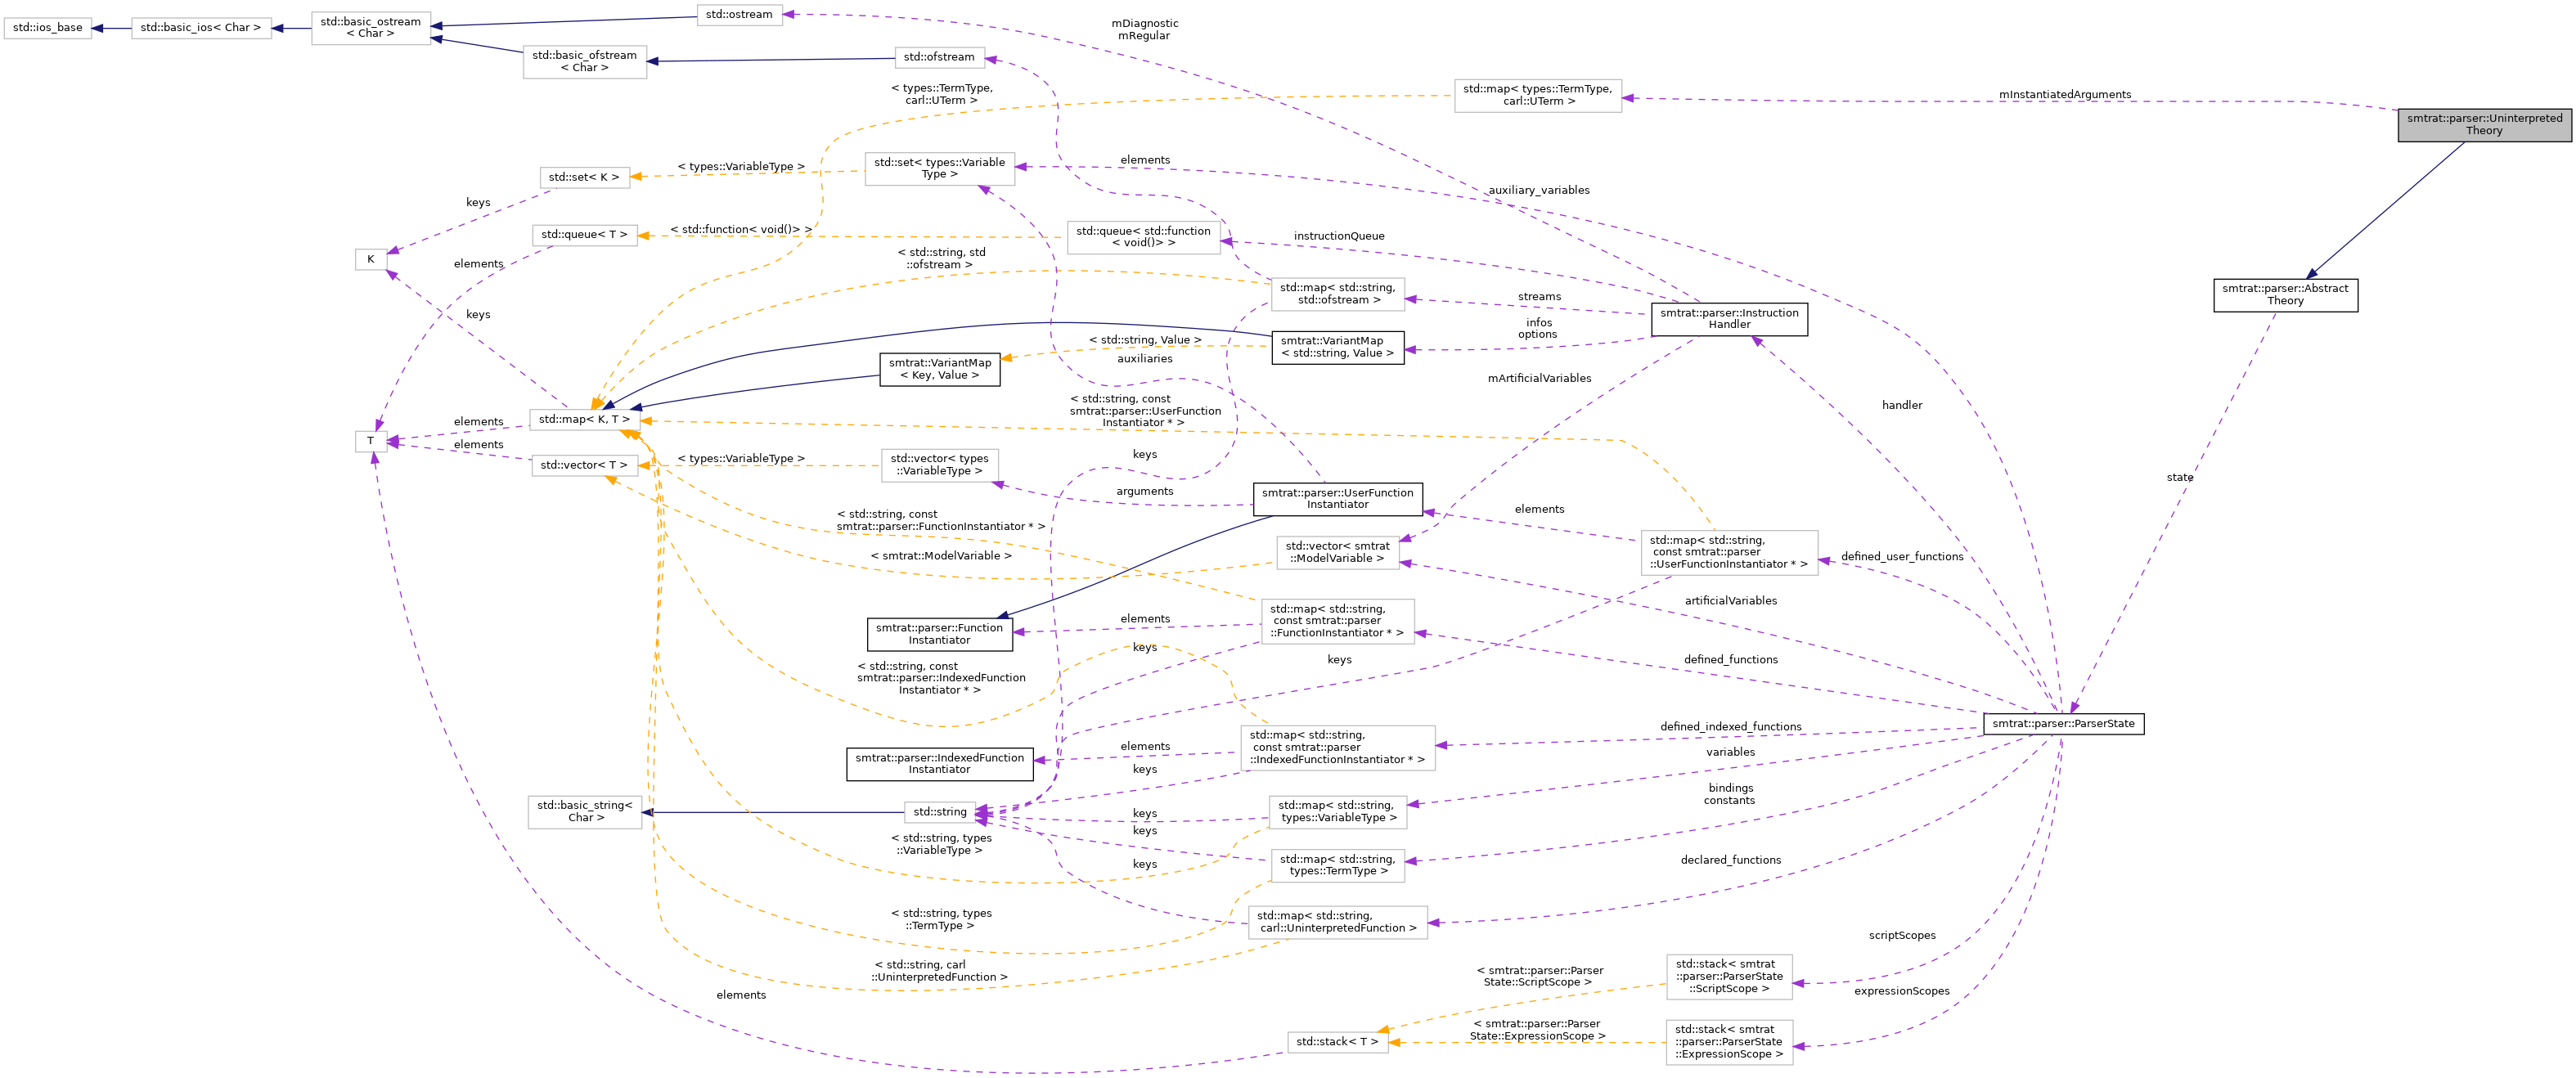 std::ios_base
std::basic_ios< Char >
std::basic_ostream
< Char >
std::ostream
mDiagnostic
mRegular
std::basic_ofstream
< Char >
std::ofstream
< types::TermType,
carl::UTerm >
std::map< types::TermType,
carl::UTerm >
mInstantiatedArguments
smtrat::parser::Uninterpreted
Theory
std::set< K >
< types::VariableType >
std::set< types::Variable
Type >
elements
auxiliary_variables
keys
std::queue< T >
< std::function< void()> >
std::queue< std::function
< void()> >
instructionQueue
K
elements
< std::string, std
::ofstream >
std::map< std::string,
std::ofstream >
streams
smtrat::parser::Instruction
Handler
smtrat::parser::Abstract
Theory
keys
infos
options
smtrat::VariantMap
< std::string, Value >
< std::string, Value >
auxiliaries
smtrat::VariantMap
< Key, Value >
mArtificialVariables
handler
< std::string, const
smtrat::parser::UserFunction
Instantiator * >
std::map< K, T >
elements
T
elements
std::vector< T >
< types::VariableType >
std::vector< types
::VariableType >
keys
arguments
smtrat::parser::UserFunction
Instantiator
state
elements
< std::string, const
smtrat::parser::FunctionInstantiator * >
< smtrat::ModelVariable >
std::vector< smtrat
::ModelVariable >
std::map< std::string,
const smtrat::parser
::UserFunctionInstantiator * >
defined_user_functions
artificialVariables
smtrat::parser::Function
Instantiator
elements
std::map< std::string,
const smtrat::parser
::FunctionInstantiator * >
keys
keys
defined_functions
< std::string, const
smtrat::parser::IndexedFunction
Instantiator * >
smtrat::parser::ParserState
defined_indexed_functions
smtrat::parser::IndexedFunction
Instantiator
elements
keys
std::map< std::string,
const smtrat::parser
::IndexedFunctionInstantiator * >
variables
bindings
constants
std::basic_string<
Char >
std::string
keys
std::map< std::string,
types::VariableType >
keys
< std::string, types
::VariableType >
keys
std::map< std::string,
types::TermType >
declared_functions
< std::string, types
::TermType >
std::map< std::string,
carl::UninterpretedFunction >
scriptScopes
< std::string, carl
::UninterpretedFunction >
elements
< smtrat::parser::Parser
State::ScriptScope >
std::stack< smtrat
::parser::ParserState
::ScriptScope >
expressionScopes
< smtrat::parser::Parser
State::ExpressionScope >
std::stack< T >
std::stack< smtrat
::parser::ParserState
::ExpressionScope >